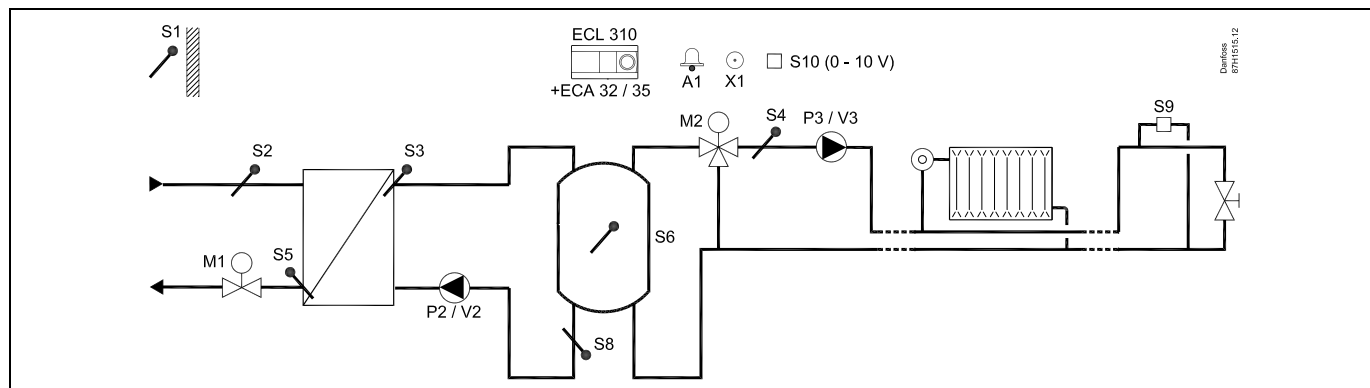 S1
ECL 310
+ECA 32 / 35
A1
X1
S10 (0 - 10 V)
Danfoss
87H1515.12
S2
S3
M2
S4
P3 / V3
S9
M1
S5
P2 / V2
S6
S8